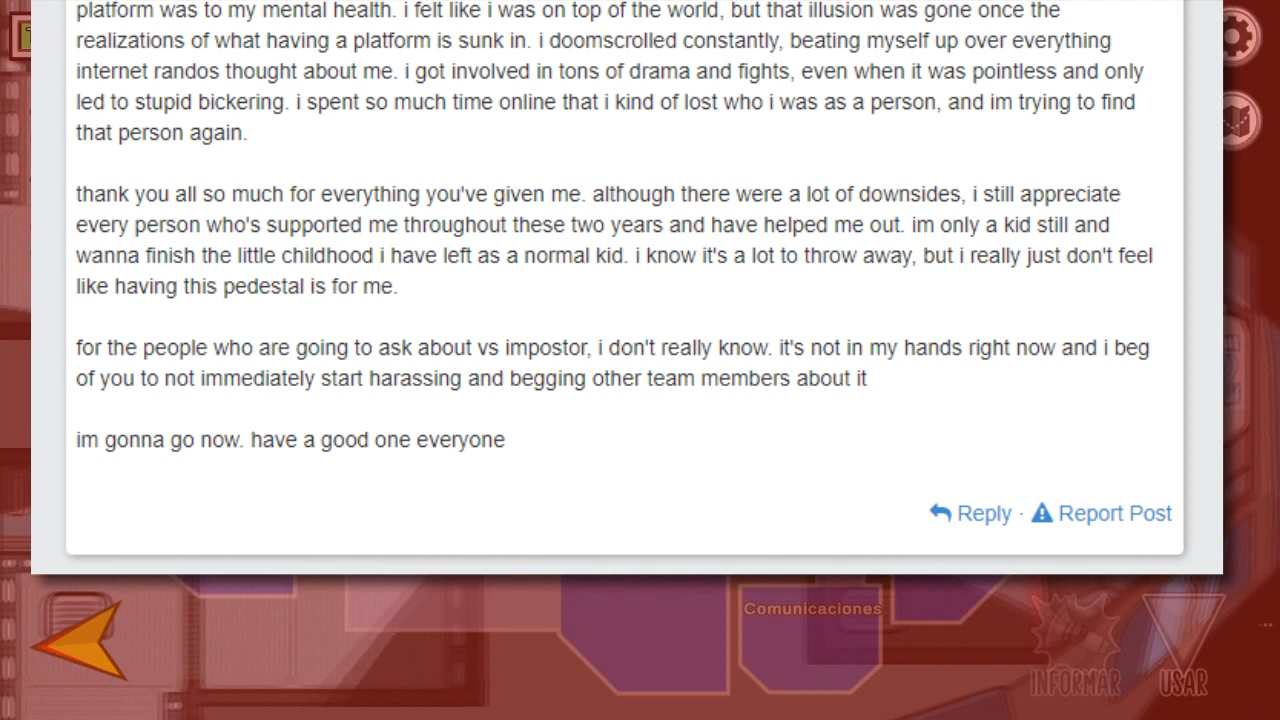 platform was to my mental health. i felt like i was on top of the world, but that illusion was gone once the
realizations of what having a platform is sunk in. i doomscrolled constantly, beating myself up over everything
internet randos thought about me. i got involved in tons of drama and fights, even when it was pointless and only
led to stupid bickering. i spent so much time online that i kind of lost who i was as a person, and im trying to find
that person again.
thank you all so much for everything you've given me. although there were a lot of downsides, i still appreciate
every person who's supported me throughout these two years and have helped me out. im only a kid still and
wanna finish the little childhood i have left as a normal kid. i know it's a lot to throw away, but i really just don't feel
like having this pedestal is for me.
for the people who are going to ask about vs impostor, i don't really know. it's not in my hands right now and i beg
of you to not immediately start harassing and begging other team members about it
im gonna go now. have a good one everyone
Reply · Report Post
Comunicaciones
INFORMAR
USAR